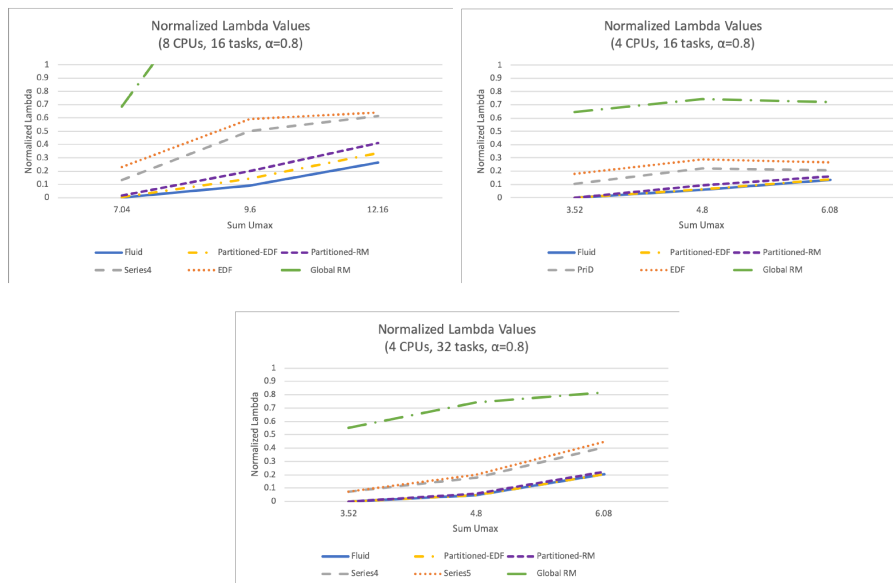 Normalized Lambda Values
(8 CPUs, 16 tasks, α=0.8)
Normalized Lambda
1
0.9
0.8
0.7
0.6
0.5
0.4
0.3
0.2
0.1
0
7.04 9.6 12.16
Sum Umax
Fluid Partitioned-EDF Partitioned-RM
Series4 EDF Global RM
Normalized Lambda Values
(4 CPUs, 16 tasks, α=0.8)
Normalized Lambda
1
0.9
0.8
0.7
0.6
0.5
0.4
0.3
0.2
0.1
0
3.52 4.8 6.08
Sum Umax
Fluid Partitioned-EDF Partitioned-RM
PriD EDF Global RM
Normalized Lambda Values
(4 CPUs, 32 tasks, α=0.8)
Normalized Lambda
1
0.9
0.8
0.7
0.6
0.5
0.4
0.3
0.2
0.1
0
3.52 4.8 6.08
Sum Umax
Fluid Partitioned-EDF Partitioned-RM
Series4 Series5 Global RM